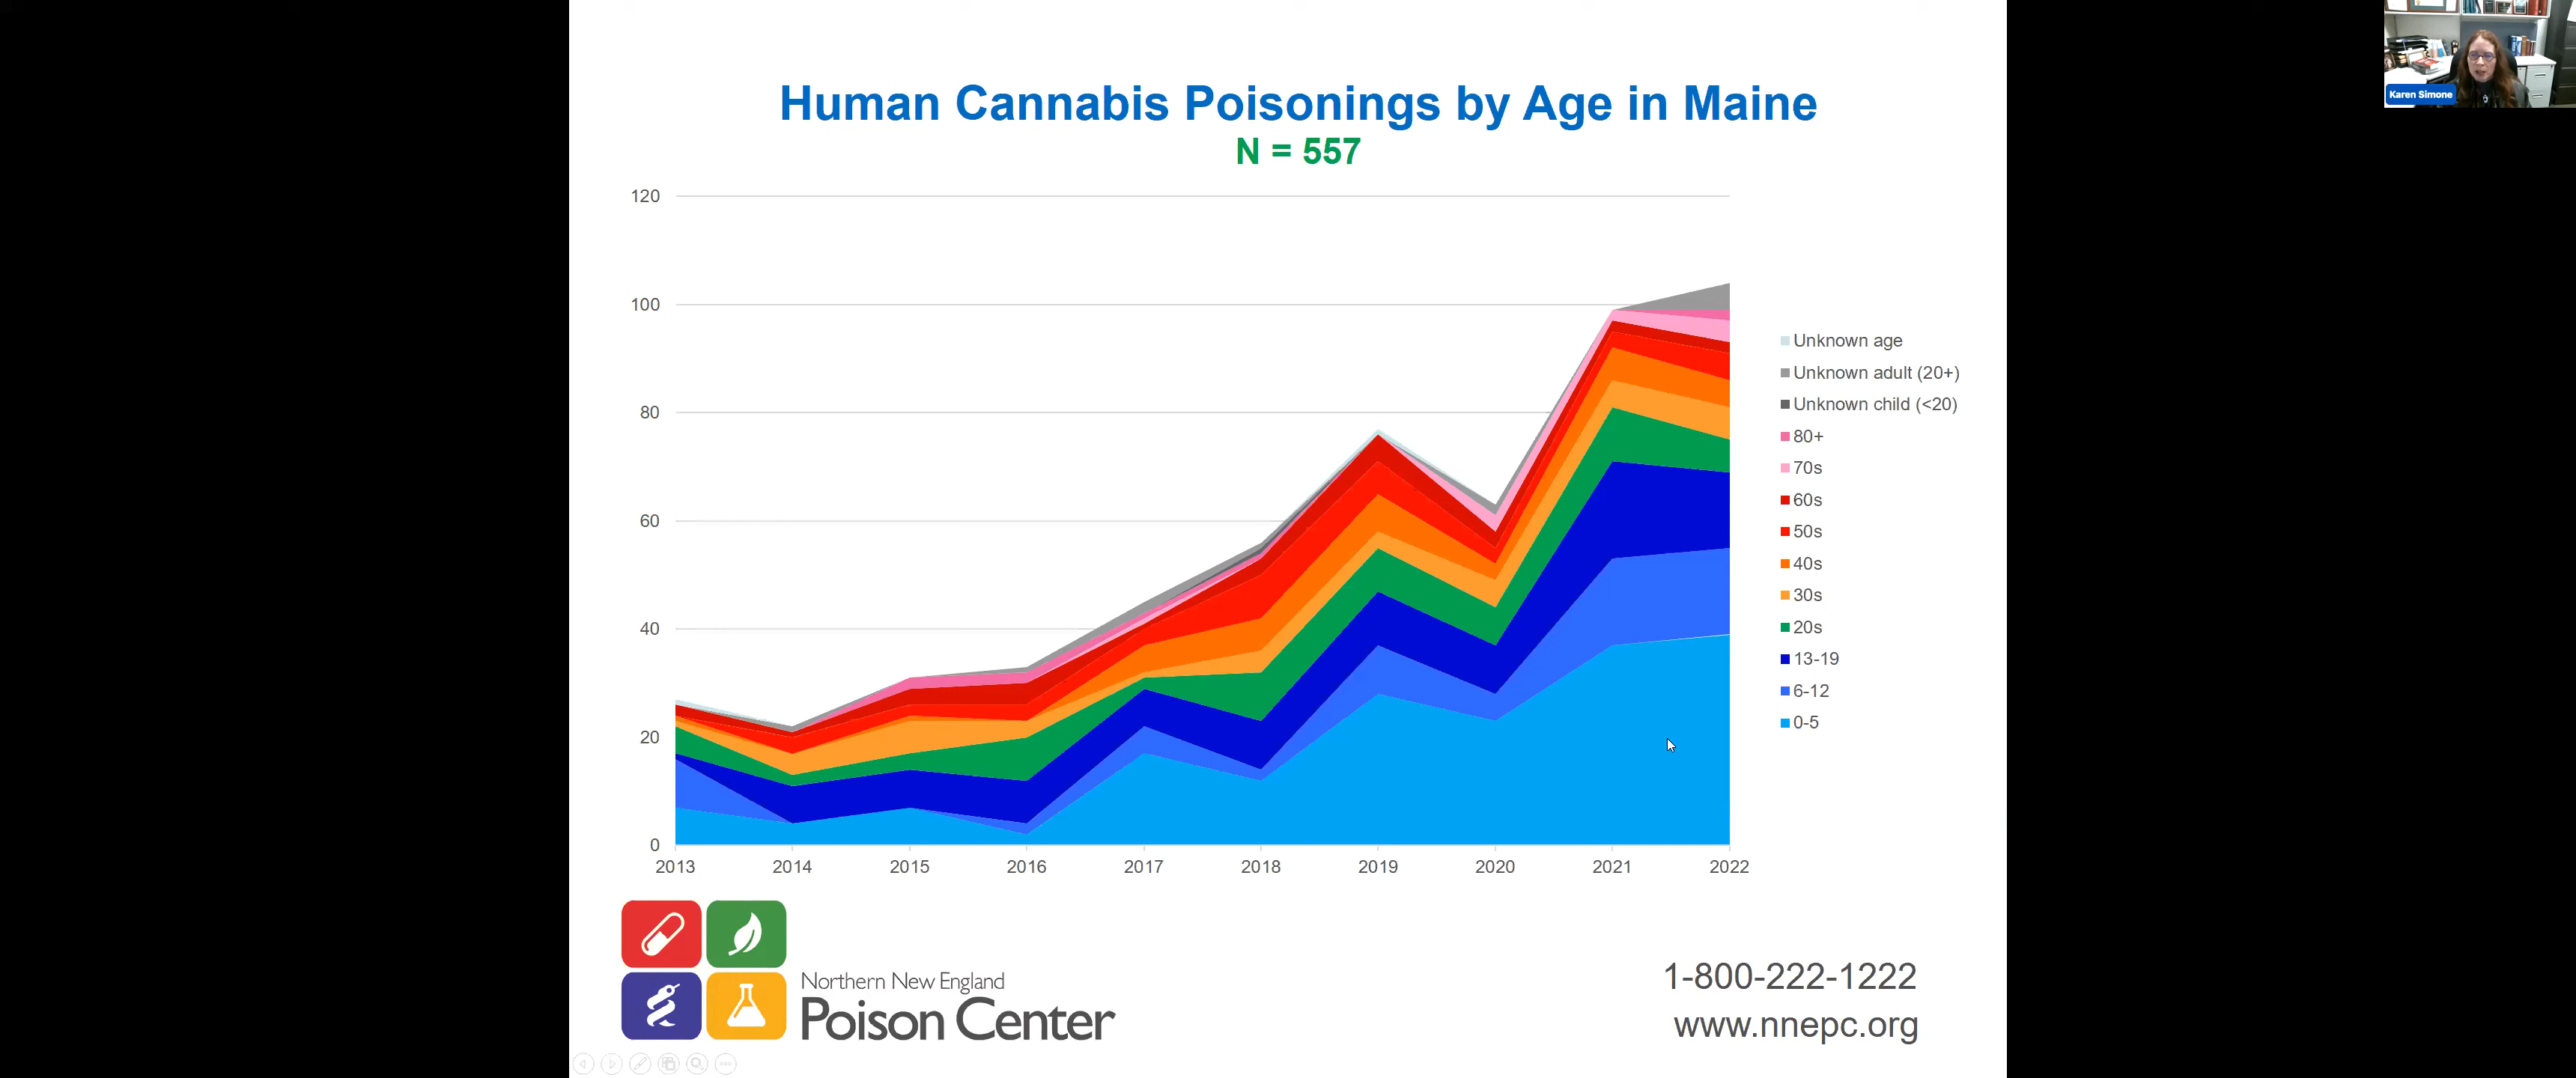 Karen Simone
Human Cannabis Poisonings by Age in Maine
N = 557
120
100
80
60
40
20
0
2013 2014 2015 2016 2017 2018 2019 2020 2021 2022
Unknown age
Unknown adult (20+)
Unknown child (<20)
80+
70s
60s
50s
40s
30s
20s
13-19
6-12
0-5
Northern New England
Poison Center
1-800-222-1222
www.nnepc.org